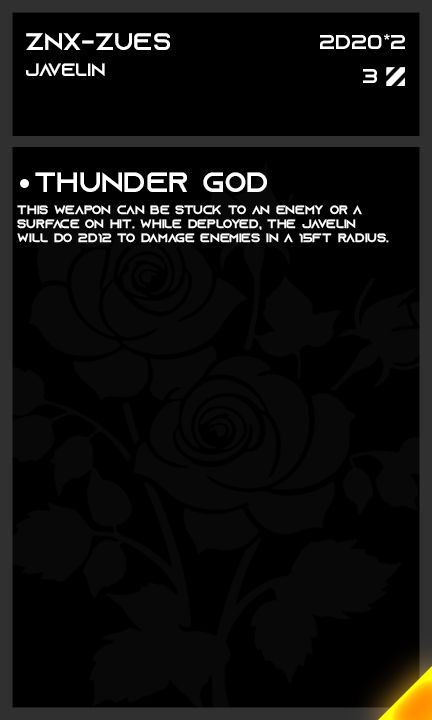 ZNX-ZUES
2D20*2
JAVELIN
3
•THUNDER GOD
THIS WEAPON CAN BE STUCK TO AN ENEMY OR A
SURFACE ON HIT. WHILE DEPLOYED, THE JAVELIN
WILL DO 2D12 TO DAMAGE ENEMIES IN A 15FT RADIUS.